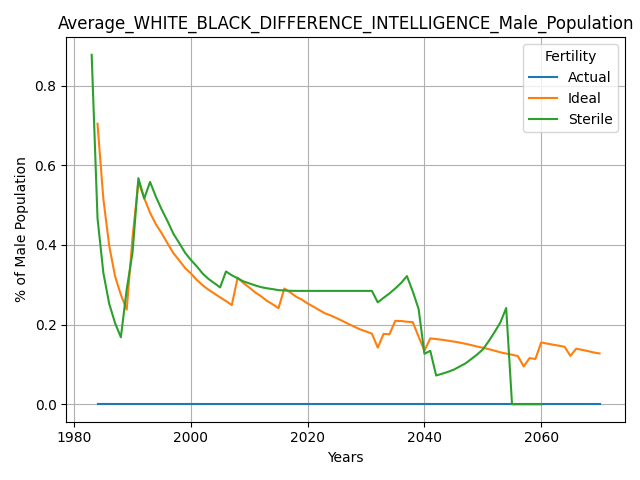 Average_WHITE_BLACK_DIFFERENCE_INTELLIGENCE_Male_Population
Fertility
Actual
Ideal
Sterile
% of Male Population
0.8
0.6
0.4
0.2
0.0
1980 2000 2020 2040 2060
Years